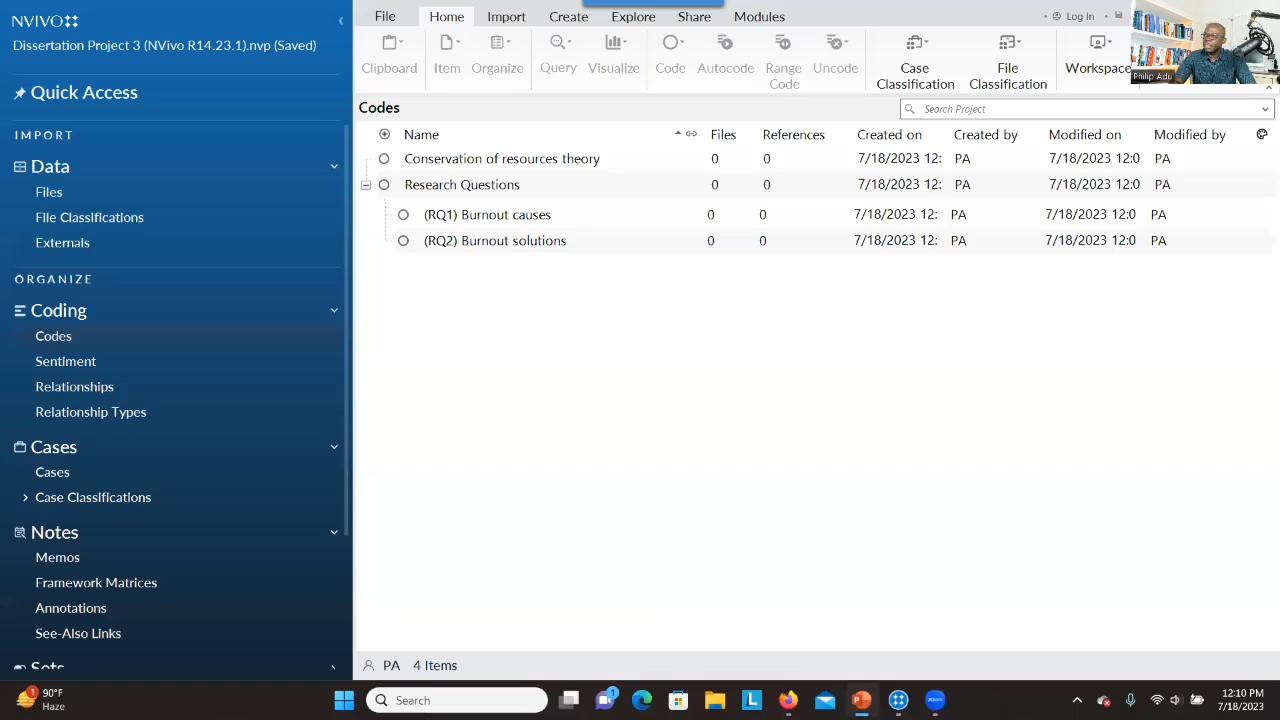 NVIVO
Dissertation Project 3 (NVivo R14.23.1).nvp (Saved)
Quick Access
IMPORT
Data
Files
File Classifications
Externals
ORGANIZE
Coding
Codes
Sentiment
Relationships
Relationship Types
Cases
Cases
Case Classifications
Notes
Memos
Framework Matrices
Annotations
See-Also Links
Sets
File Home Import Create Explore Share Modules
Log In
Clipboard Item Organize Query Visualize Code Autocode Range Code Uncode Case Classification File Classification Workspace
Philip Adu
Codes
Search Project
Name Files References Created on Created by Modified on Modified by
Conservation of resources theory 0 0 7/18/2023 12: PA 7/18/2023 12:0 PA
Research Questions 0 0 7/18/2023 12: PA 7/18/2023 12:0 PA
(RQ1) Burnout causes 0 0 7/18/2023 12: PA 7/18/2023 12:0 PA
(RQ2) Burnout solutions 0 0 7/18/2023 12: PA 7/18/2023 12:0 PA
PA 4 Items
1
90°F
Haze
Search
1
L
P
zoom
12:10 PM
7/18/2023